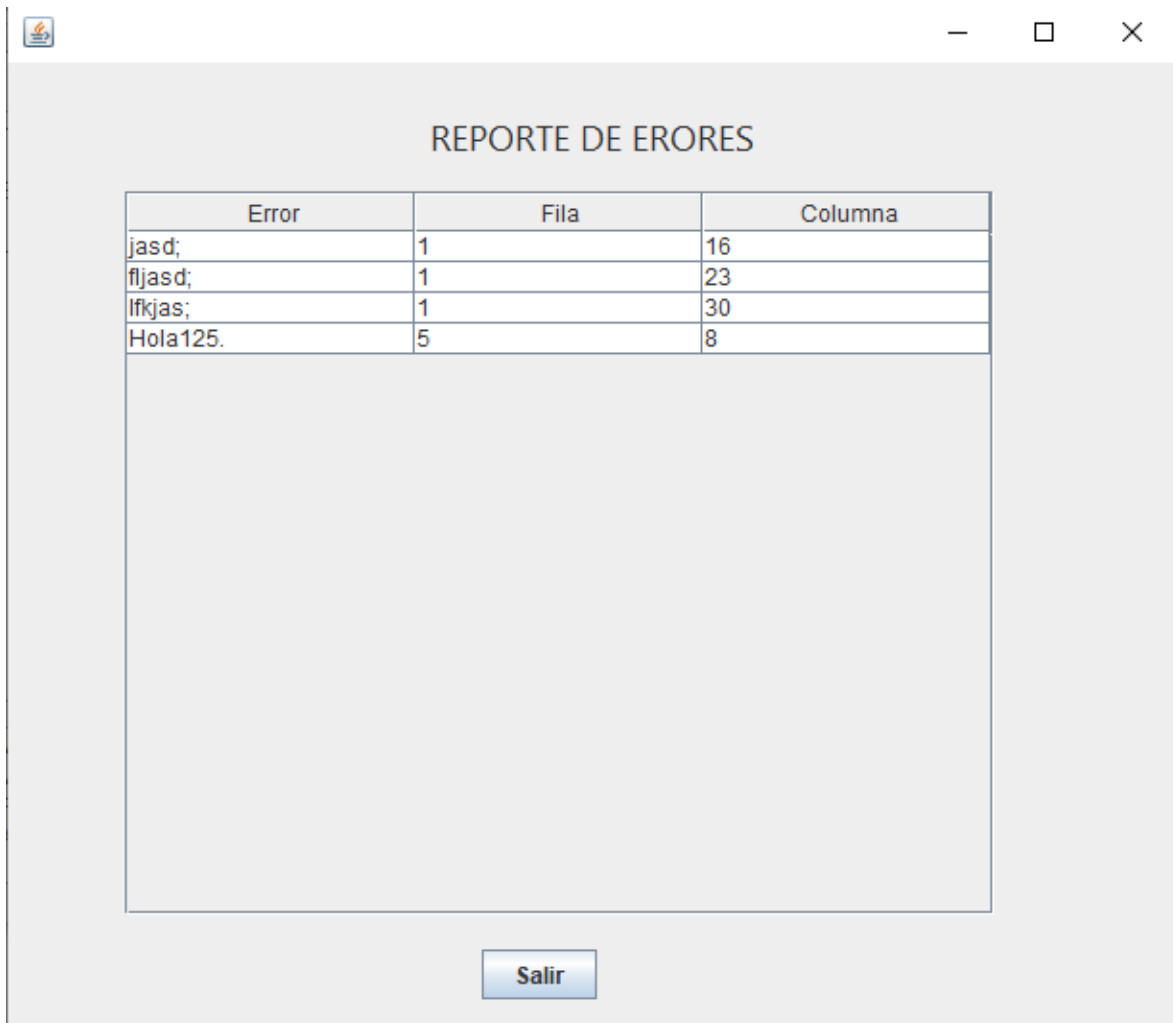 REPORTE DE ERORES
Error Fila Columna
jasd; 1 16
fljasd; 1 23
lfkjas; 1 30
Hola125. 5 8
Salir